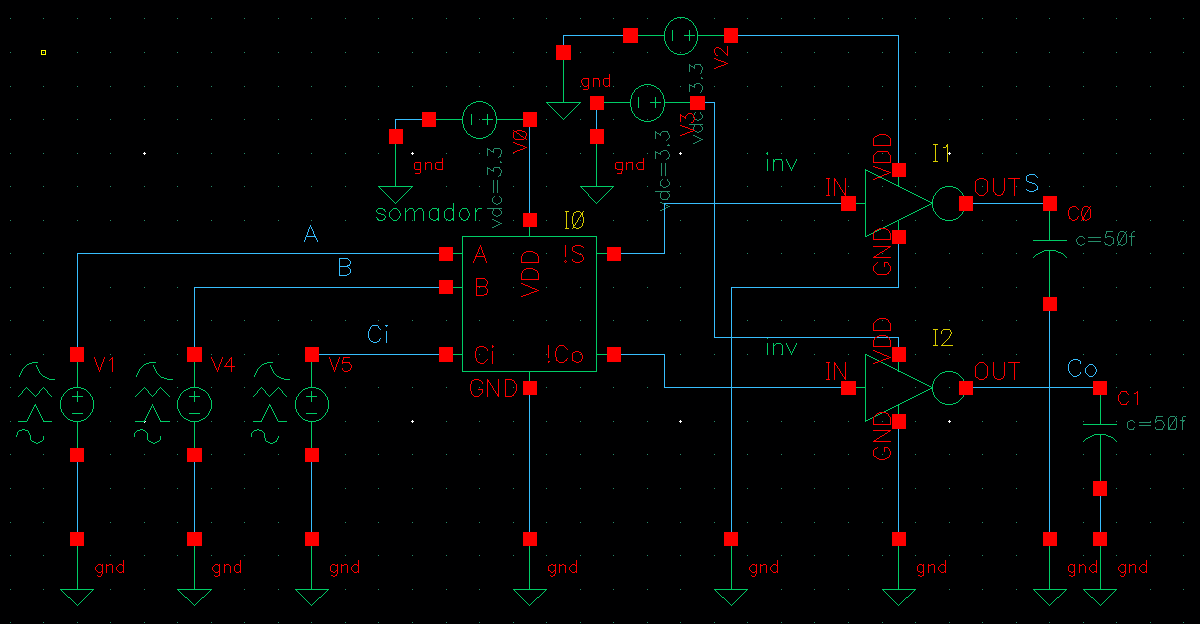 V2
vdc=3.3
gnd
V3
vdc=3.3
gnd
V0
vdc=3.3
gnd
somador
I0
A
B
Ci
A
B
Ci
VDD
!S
!Co
GND
inv
I1
IN
VDD
GND
OUT
S
C0
c=50f
inv
I2
IN
VDD
GND
OUT
Co
C1
c=50f
V1
V4
V5
gnd
gnd
gnd
gnd
gnd
gnd
gnd
gnd